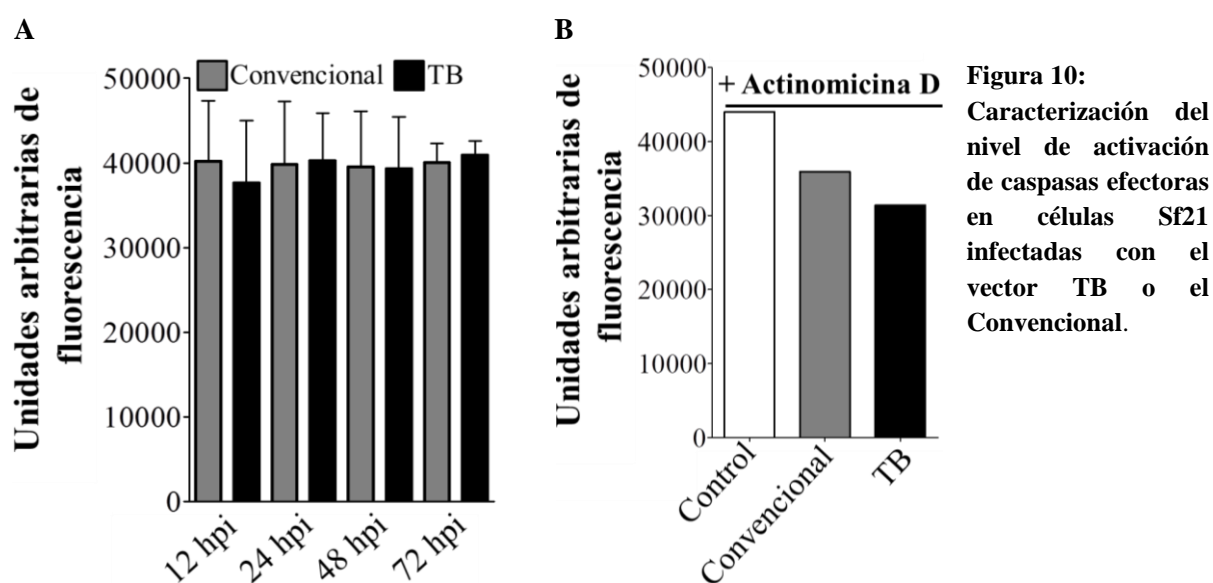 A
Unidades arbitrarias de
fluorescencia
Convencional
TB
50000
40000
30000
20000
10000
0
12 hpi
24 hpi
48 hpi
72 hpi
B
Unidades arbitrarias de
fluorescencia
+ Actinomicina D
50000
40000
30000
20000
10000
0
Control
Convencional
TB
Figura 10:
Caracterización del
nivel de activación
de caspasas efectoras
en células Sf21
infectadas con el
vector TB o el
Convencional.